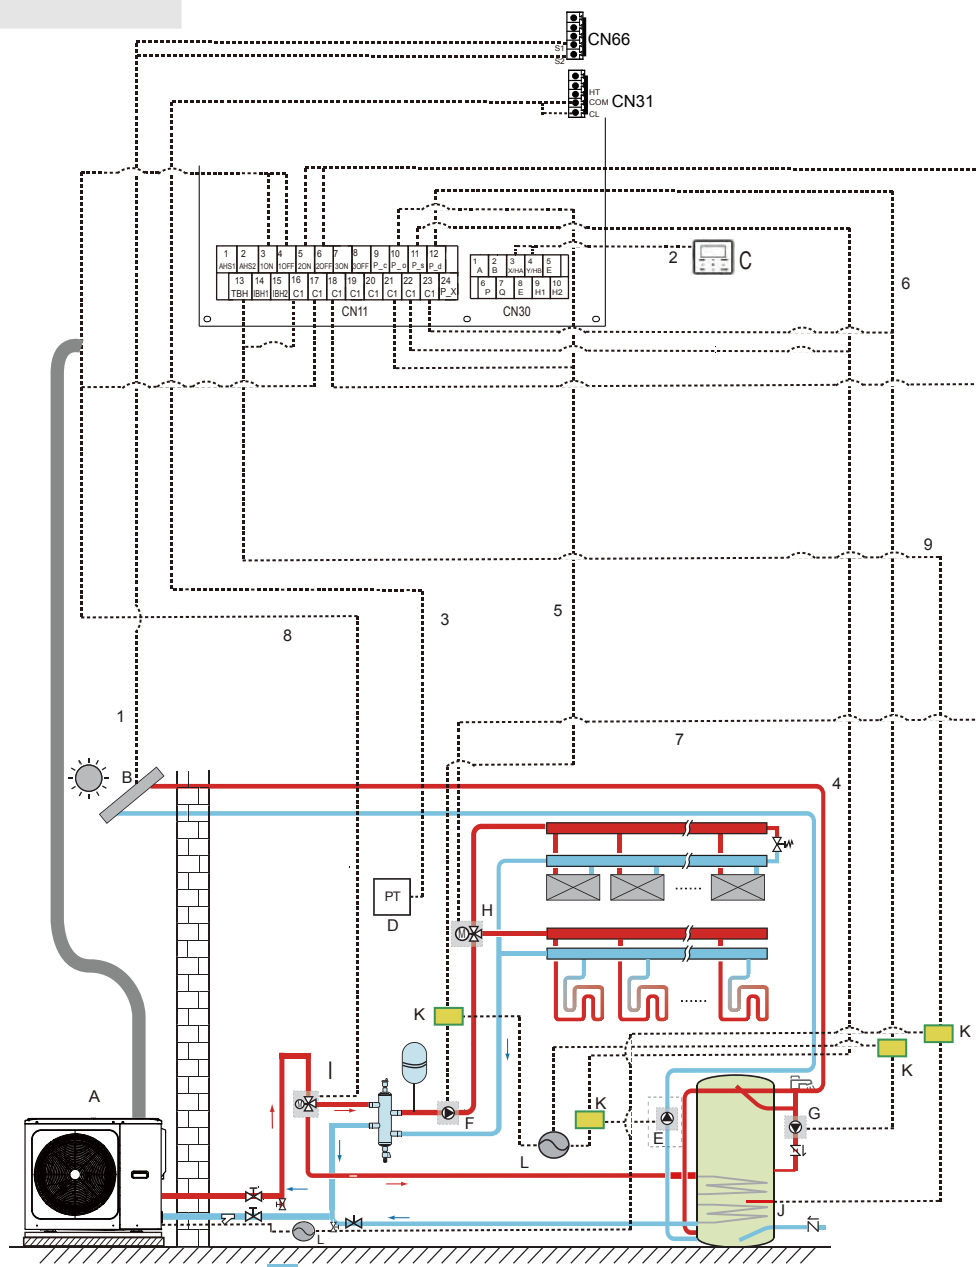 CN66
S1
S2
HT
COM CN31
CL
1 2 3 4 5 6 7 8 9 10 11 12
AHS1 AHS2 1ON 1OFF 2ON 2OFF 3ON 3OFF P_c P_o P_s P_d
13 14 15 16 17 18 19 20 21 22 23 24
TBH IBH1 IBH2 C1 C1 C1 C1 C1 C1 C1 C1 P_X
CN11
1 2 3 4 5
A B X/HA Y/HB E
6 7 8 9 10
P Q E H1 H2
CN30
2 C
6
9
5
3
8
1
7
B
4
PT
D
H
M
K
K
K
A
I
M
F
K
G
E
L
J
Z
L